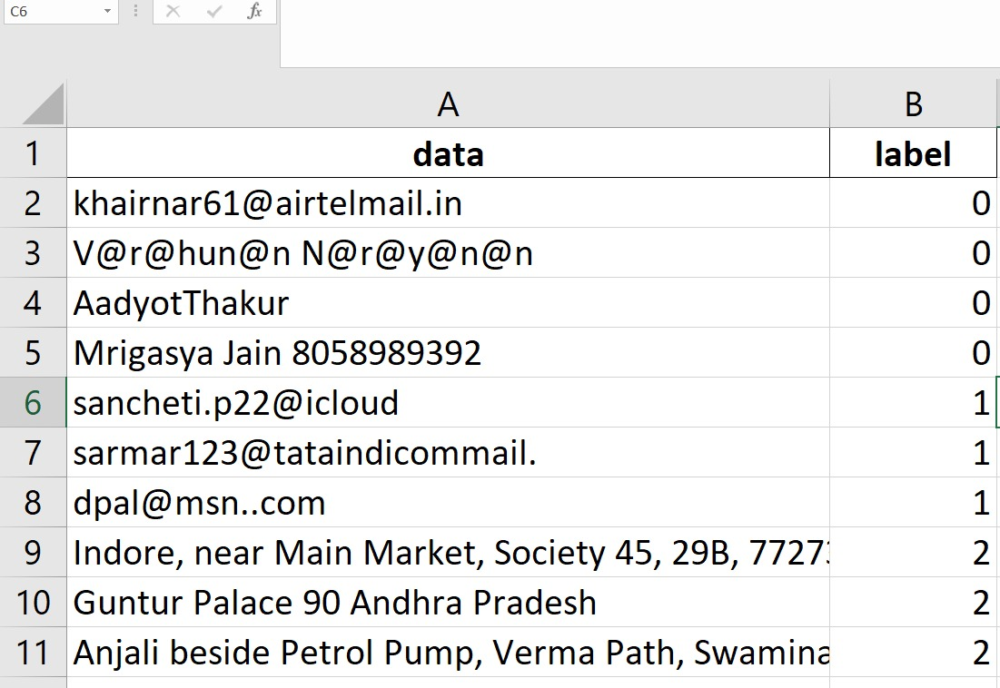 C6 fx
A B
1 data label
2 khairnar61@airtelmail.in 0
3 V@r@hun@n N@r@y@n@n 0
4 AadyotThakur 0
5 Mrigasya Jain 8058989392 0
6 sancheti.p22@icloud 1
7 sarmar123@tataindicommail. 1
8 dpal@msn..com 1
9 Indore, near Main Market, Society 45, 29B, 7727 2
10 Guntur Palace 90 Andhra Pradesh 2
11 Anjali beside Petrol Pump, Verma Path, Swamina 2